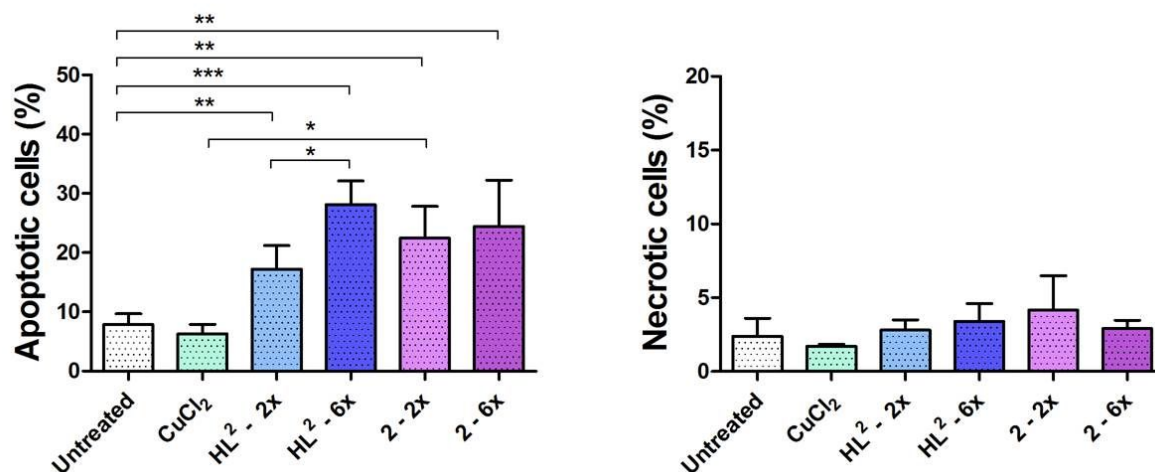 **
**
***
**
*
*
Apoptotic cells (%)
50
40
30
20
10
0
Untreated
CuCl₂
HL² - 2x
HL² - 6x
2 - 2x
2 - 6x
Necrotic cells (%)
20
15
10
5
0
Untreated
CuCl₂
HL² - 2x
HL² - 6x
2 - 2x
2 - 6x